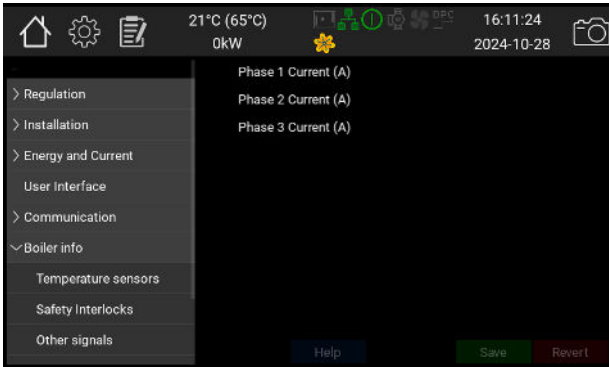 21°C (65°C)
0kW
DPC
16:11:24
2024-10-28
Phase 1 Current (A)
Phase 2 Current (A)
Phase 3 Current (A)
> Regulation
> Installation
> Energy and Current
User Interface
> Communication
Boiler info
Temperature sensors
Safety Interlocks
Other signals
Help
Save
Revert